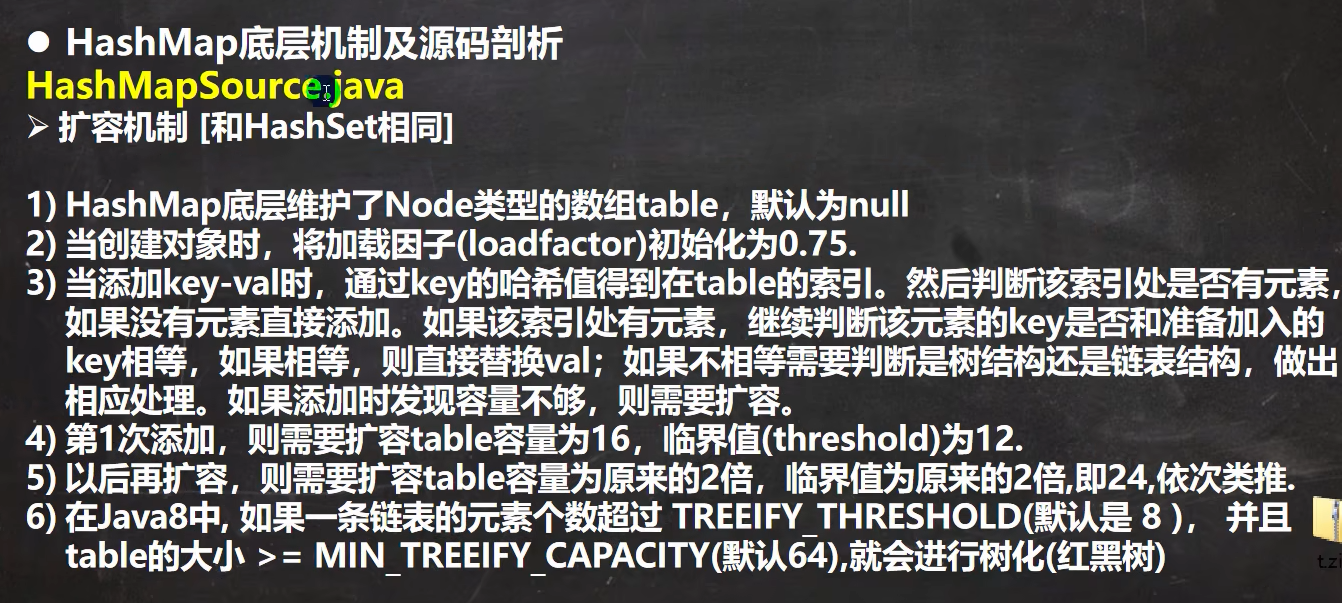 ● HashMap底层机制及源码剖析
HashMapSource.java
➢ 扩容机制 [和HashSet相同]
1) HashMap底层维护了Node类型的数组table，默认为null
2) 当创建对象时，将加载因子(loadfactor)初始化为0.75.
3) 当添加key-val时，通过key的哈希值得到在table的索引。然后判断该索引处是否有元素，
如果没有元素直接添加。如果该索引处有元素，继续判断该元素的key是否和准备加入的
key相等，如果相等，则直接替换val；如果不相等需要判断是树结构还是链表结构，做出
相应处理。如果添加时发现容量不够，则需要扩容。
4) 第1次添加，则需要扩容table容量为16，临界值(threshold)为12.
5) 以后再扩容，则需要扩容table容量为原来的2倍，临界值为原来的2倍,即24,依次类推.
6) 在Java8中, 如果一条链表的元素个数超过 TREEIFY_THRESHOLD(默认是 8 )， 并且
table的大小 >= MIN_TREEIFY_CAPACITY(默认64),就会进行树化(红黑树)